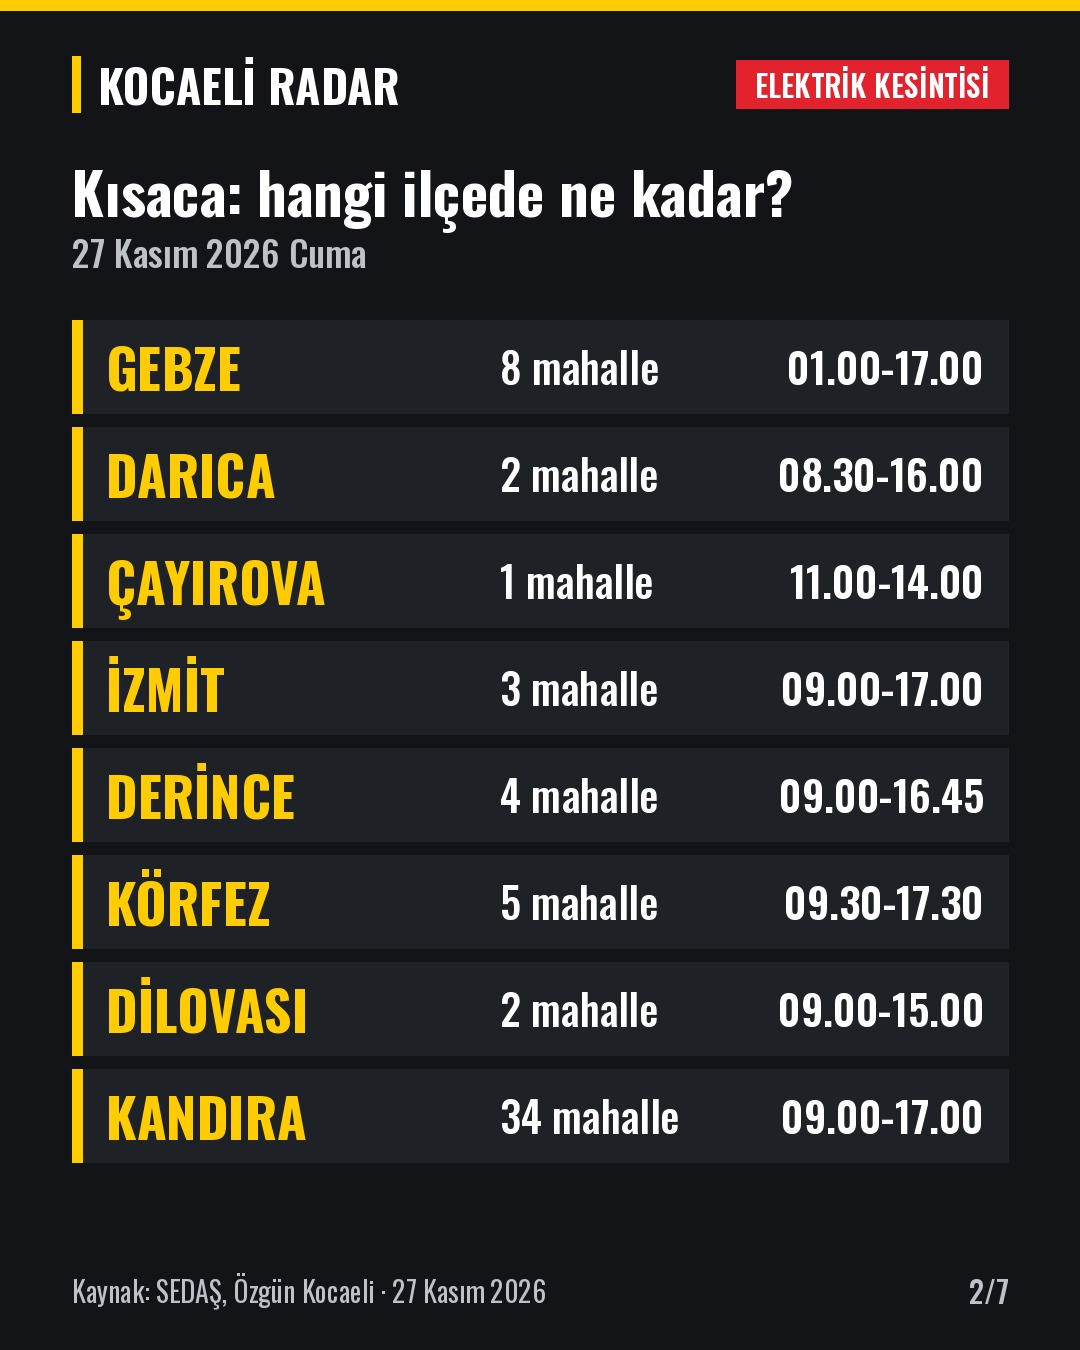 KOCAELİ RADAR
ELEKTRİK KESİNTİSİ
Kısaca: hangi ilçede ne kadar?
27 Kasım 2026 Cuma
GEBZE 8 mahalle 01.00-17.00
DARICA 2 mahalle 08.30-16.00
ÇAYIROVA 1 mahalle 11.00-14.00
İZMİT 3 mahalle 09.00-17.00
DERİNCE 4 mahalle 09.00-16.45
KÖRFEZ 5 mahalle 09.30-17.30
DİLOVASI 2 mahalle 09.00-15.00
KANDIRA 34 mahalle 09.00-17.00
Kaynak: SEDAŞ, Özgün Kocaeli · 27 Kasım 2026
2/7